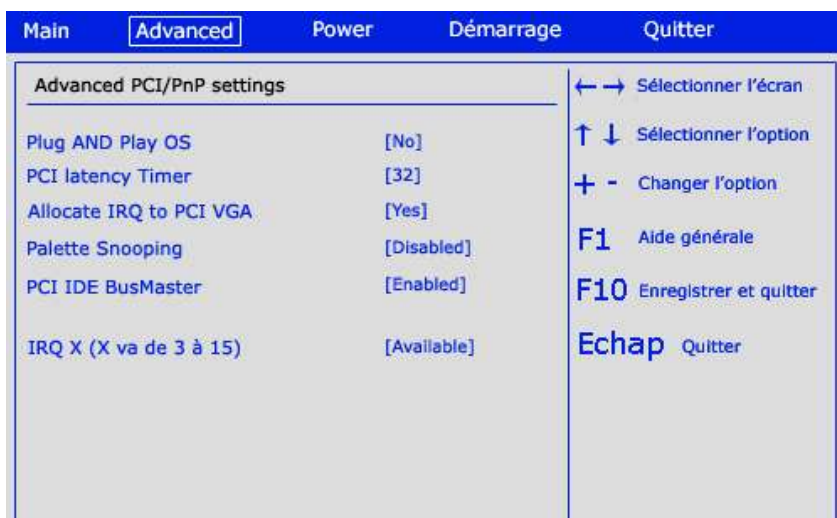 Main Advanced Power Démarrage Quitter
Advanced PCI/PnP settings
Plug AND Play OS [No]
PCI latency Timer [32]
Allocate IRQ to PCI VGA [Yes]
Palette Snooping [Disabled]
PCI IDE BusMaster [Enabled]
IRQ X (X va de 3 à 15) [Available]
← → Sélectionner l'écran
↑ ↓ Sélectionner l'option
+ - Changer l'option
F1 Aide générale
F10 Enregistrer et quitter
Echap Quitter